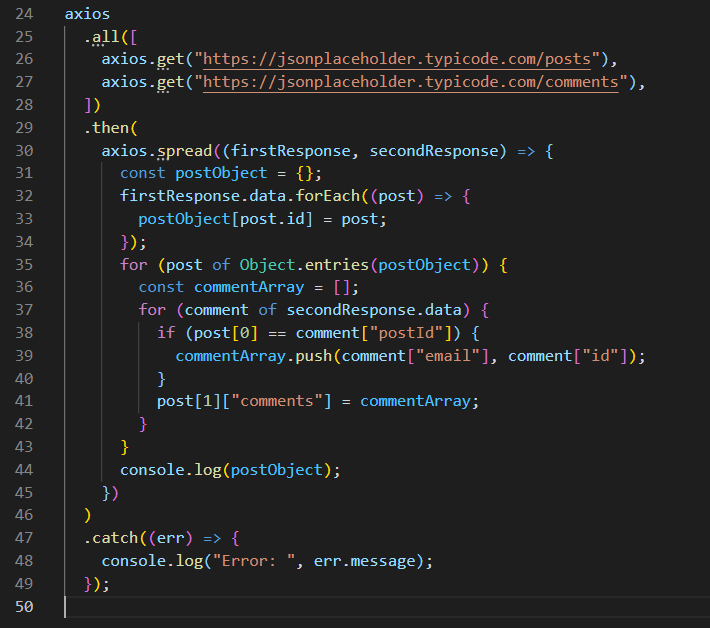 24 axios
25   .all([
26     axios.get("https://jsonplaceholder.typicode.com/posts"),
27     axios.get("https://jsonplaceholder.typicode.com/comments"),
28   ])
29   .then(
30     axios.spread((firstResponse, secondResponse) => {
31       const postObject = {};
32       firstResponse.data.forEach((post) => {
33         postObject[post.id] = post;
34       });
35       for (post of Object.entries(postObject)) {
36         const commentArray = [];
37         for (comment of secondResponse.data) {
38           if (post[0] == comment["postId"]) {
39             commentArray.push(comment["email"], comment["id"]);
40           }
41           post[1]["comments"] = commentArray;
42         }
43       }
44       console.log(postObject);
45     })
46   )
47   .catch((err) => {
48     console.log("Error: ", err.message);
49   });
50